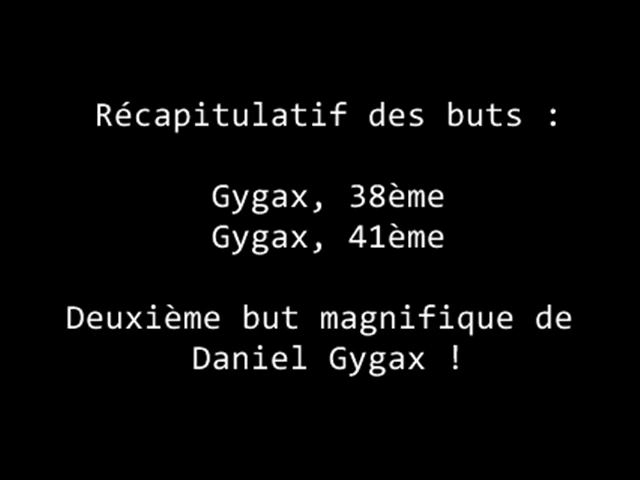 Récapitulatif des buts :
Gygax, 38ème
Gygax, 41ème
Deuxième but magnifique de
Daniel Gygax !